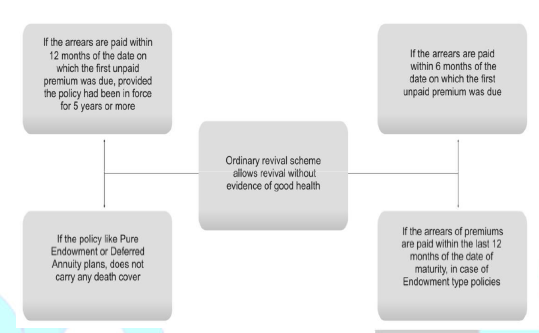 If the arrears are paid within
12 months of the date on
which the first unpaid
premium was due, provided
the policy had been in force
for 5 years or more
If the arrears are paid
within 6 months of the
date on which the first
unpaid premium was due
Ordinary revival scheme
allows revival without
evidence of good health
If the policy like Pure
Endowment or Deferred
Annuity plans, does not
carry any death cover
If the arrears of premiums
are paid within the last 12
months of the date of
maturity, in case of
Endowment type policies